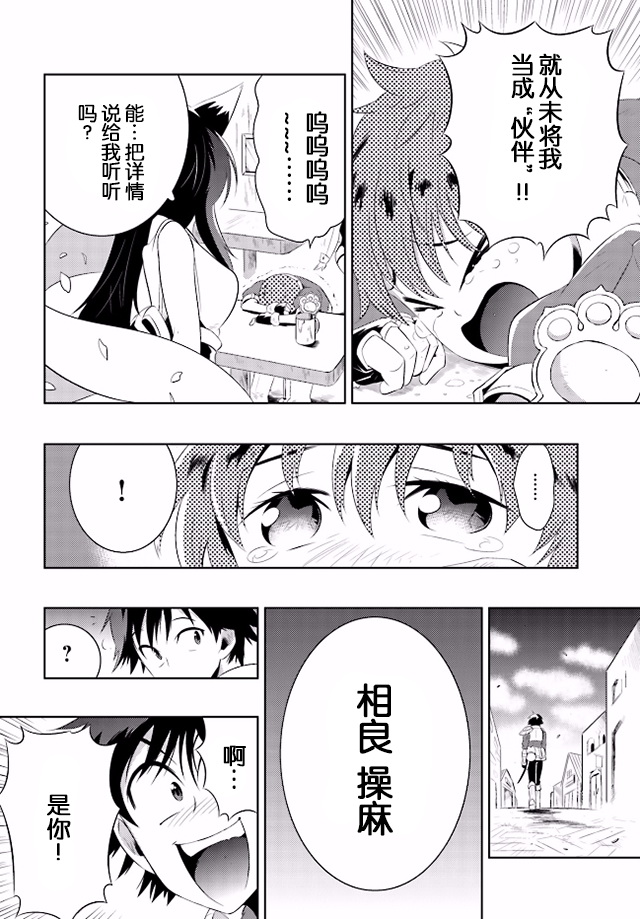 就从未将我
当成“伙伴”!!
呜呜呜呜
~~~……
能…把详情
说给我听听
吗?
……
!
相良 操麻
?
啊…
是你!